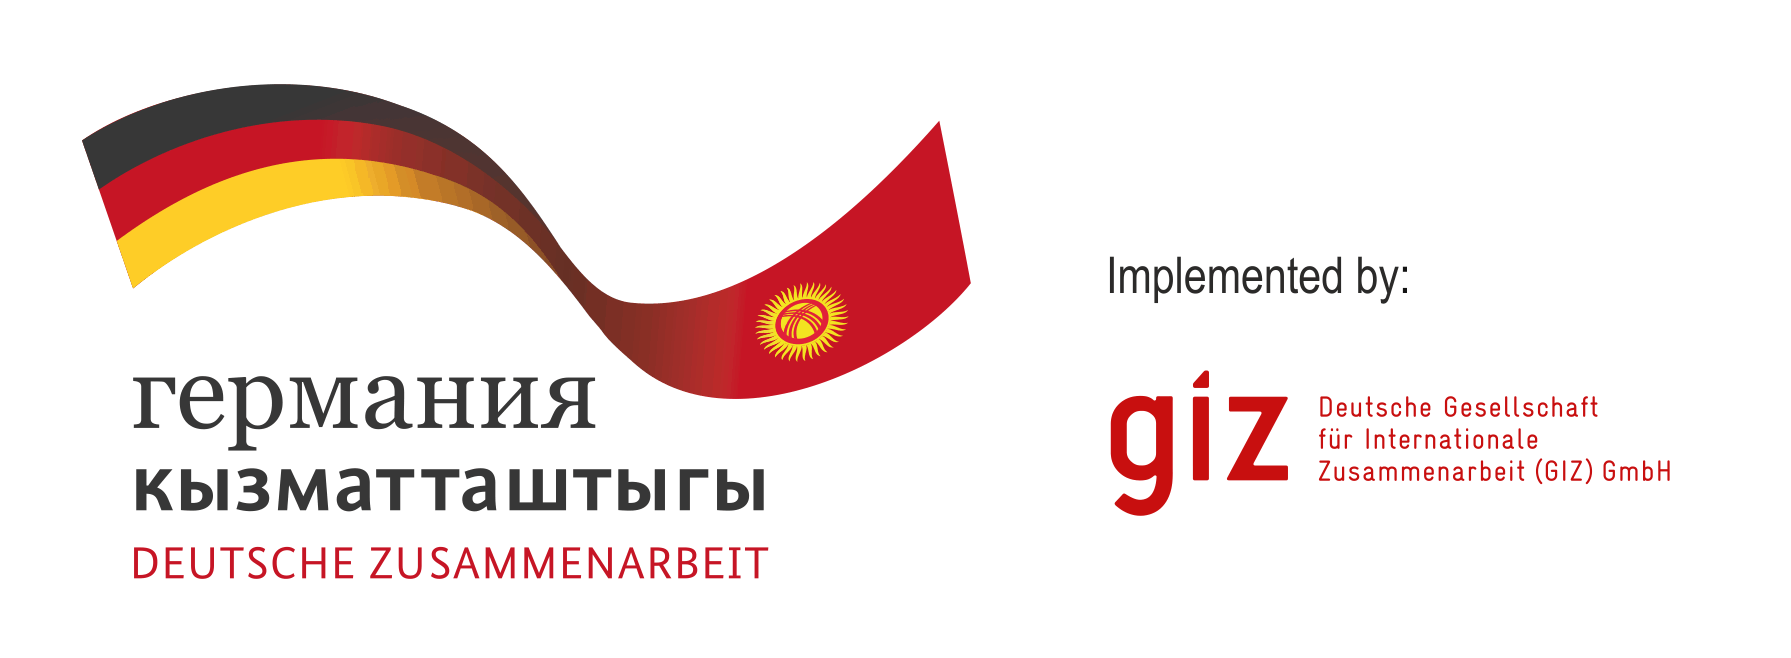 германия
кызматташтыгы
DEUTSCHE ZUSAMMENARBEIT
Implemented by:
giz
Deutsche Gesellschaft
für Internationale
Zusammenarbeit (GIZ) GmbH